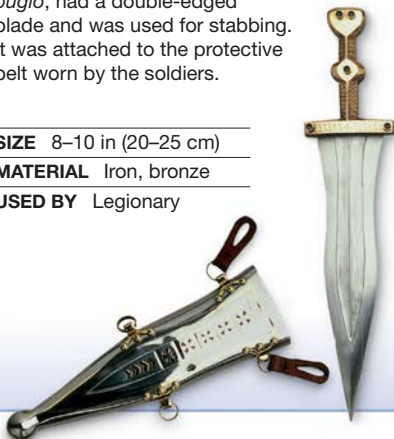 pugio, had a double-edged
blade and was used for stabbing.
It was attached to the protective
belt worn by the soldiers.
SIZE 8–10 in (20–25 cm)
MATERIAL Iron, bronze
USED BY Legionary